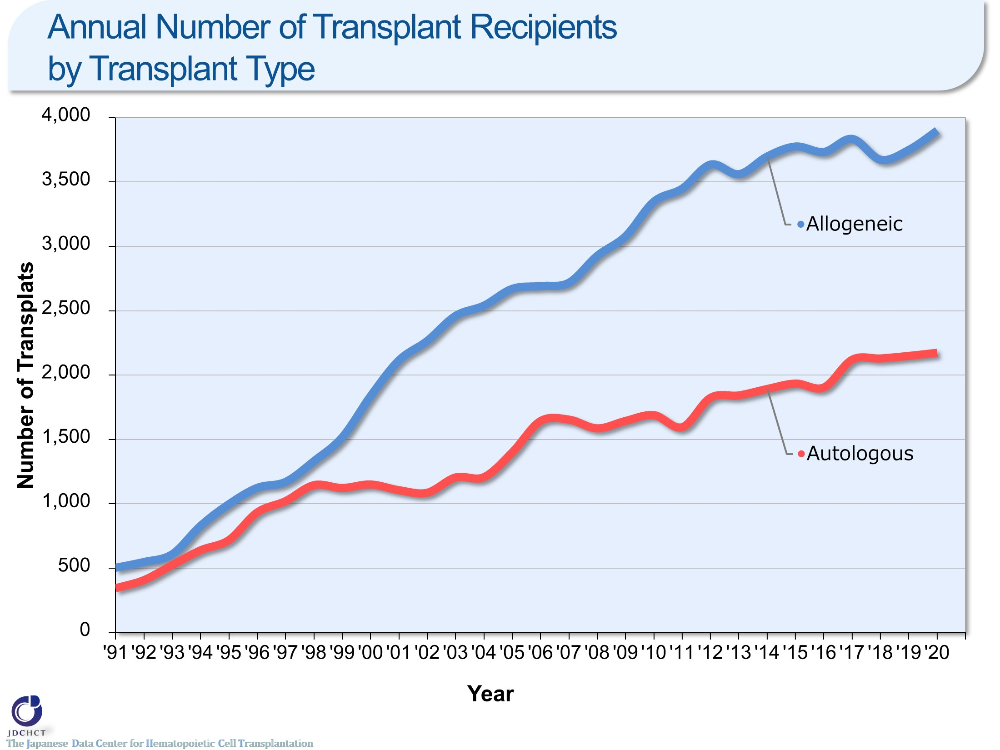 Annual Number of Transplant Recipients
by Transplant Type
4,000
3,500
3,000
2,500
2,000
1,500
1,000
500
0
Number of Transplats
•Allogeneic
•Autologous
'91 '92 '93 '94 '95 '96 '97 '98 '99 '00 '01 '02 '03 '04 '05 '06 '07 '08 '09 '10 '11 '12 '13 '14 '15 '16 '17 '18 '19 '20
Year
JDCHCT
The Japanese Data Center for Hematopoietic Cell Transplantation